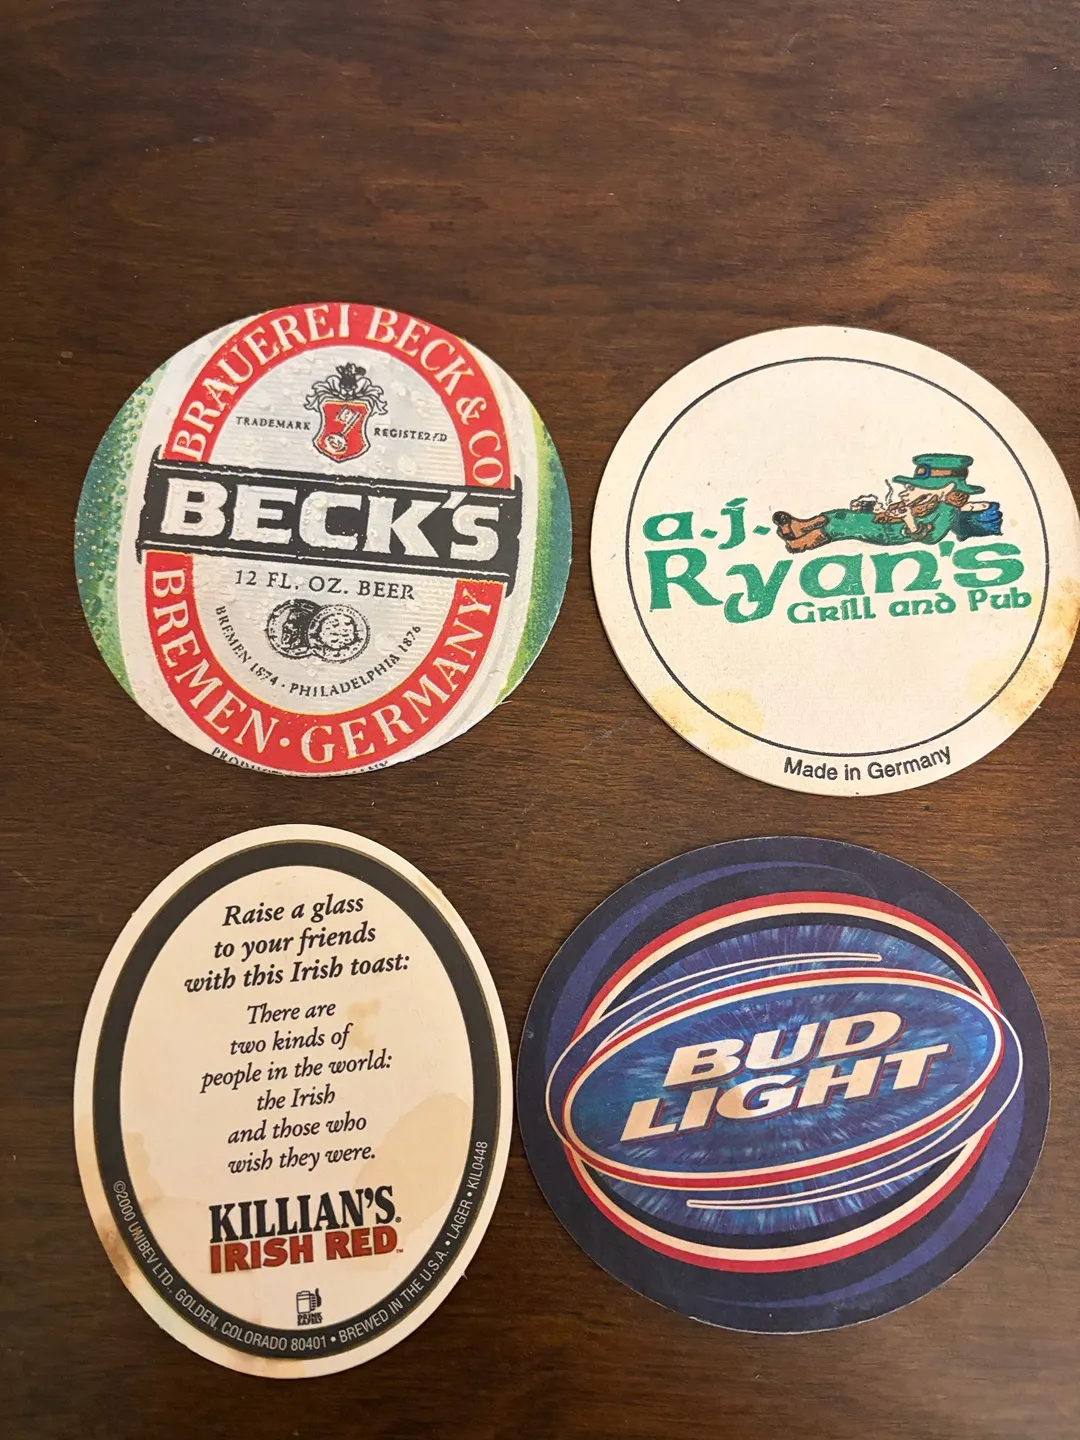 BRAUEREI BECK & CO
TRADEMARK REGISTERED
BECK'S
12 FL. OZ. BEER
BREMEN 1874 · PHILADELPHIA 1876
BREMEN · GERMANY
a.j.
Ryan's
Grill and Pub
Made in Germany
Raise a glass
to your friends
with this Irish toast:
There are
two kinds of
people in the world:
the Irish
and those who
wish they were.
KILLIAN'S®
IRISH RED™
©2000 UNIBEV LTD., GOLDEN, COLORADO 80401 • BREWED IN THE U.S.A. • LAGER • KIL0448
BUD
LIGHT